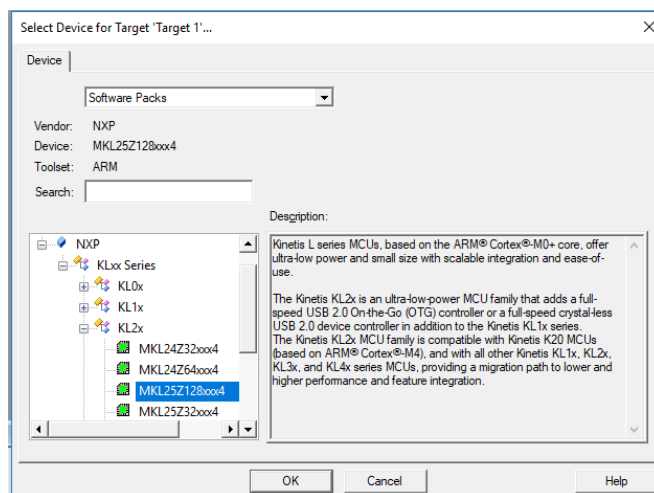 Select Device for Target 'Target 1'...
Device
Software Packs
Vendor: NXP
Device: MKL25Z128xxx4
Toolset: ARM
Search:
Description:
NXP
KLxx Series
KL0x
KL1x
KL2x
MKL24Z32xxx4
MKL24Z64xxx4
MKL25Z128xxx4
MKL25Z32xxx4
Kinetis L series MCUs, based on the ARM® Cortex®-M0+ core, offer
ultra-low power and small size with scalable integration and ease-of-
use.
The Kinetis KL2x is an ultra-low-power MCU family that adds a full-
speed USB 2.0 On-the-Go (OTG) controller or a full-speed crystal-less
USB 2.0 device controller in addition to the Kinetis KL1x series.
The Kinetis KL2x MCU family is compatible with Kinetis K20 MCUs
(based on ARM® Cortex®-M4), and with all other Kinetis KL1x, KL2x,
KL3x, and KL4x series MCUs, providing a migration path to lower and
higher performance and feature integration.
OK
Cancel
Help